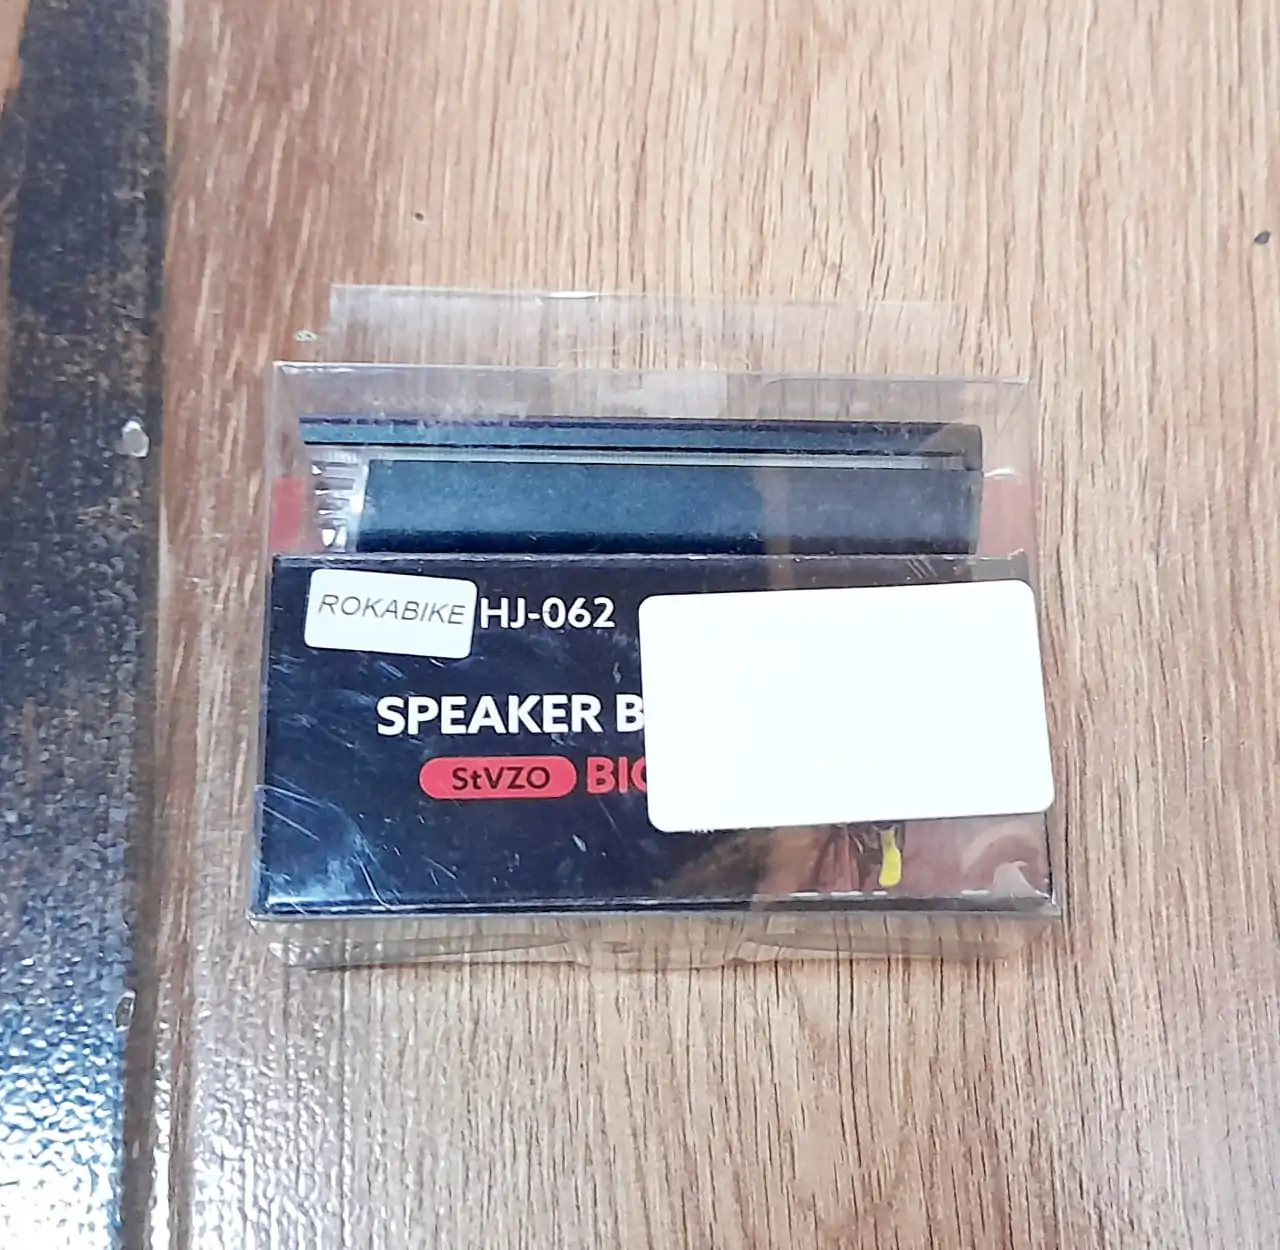 ROKABIKE HJ-062
SPEAKER B
StVZO BIC